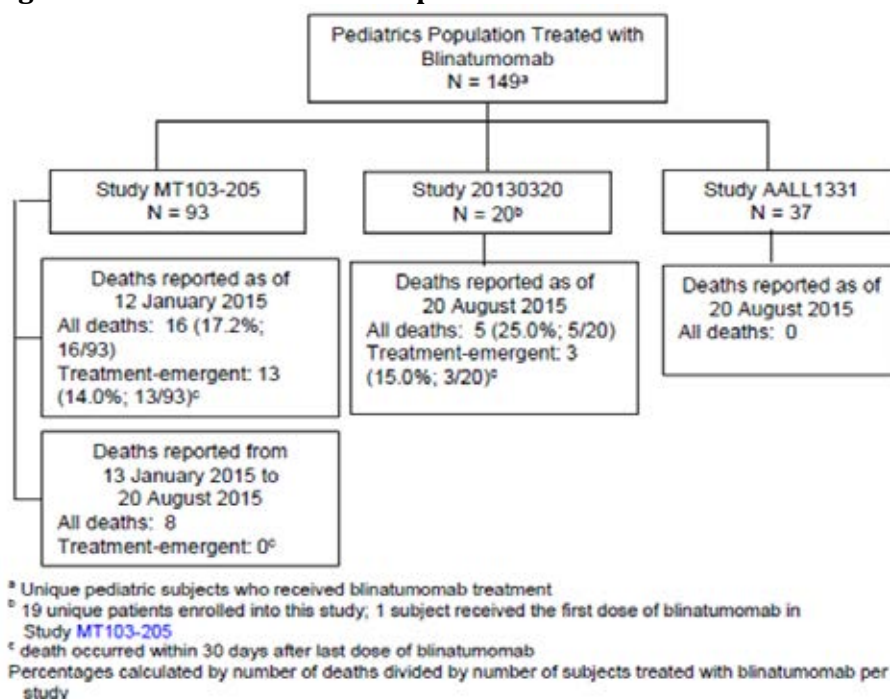 Pediatrics Population Treated with
Blinatumomab
N = 149ᵃ
Study MT103-205
N = 93
Study 20130320
N = 20ᵇ
Study AALL1331
N = 37
Deaths reported as of
12 January 2015
All deaths: 16 (17.2%;
16/93)
Treatment-emergent: 13
(14.0%; 13/93)ᶜ
Deaths reported as of
20 August 2015
All deaths: 5 (25.0%; 5/20)
Treatment-emergent: 3
(15.0%; 3/20)ᶜ
Deaths reported as of
20 August 2015
All deaths: 0
Deaths reported from
13 January 2015 to
20 August 2015
All deaths: 8
Treatment-emergent: 0ᶜ
ᵃ Unique pediatric subjects who received blinatumomab treatment
ᵇ 19 unique patients enrolled into this study; 1 subject received the first dose of blinatumomab in
Study MT103-205
ᶜ death occurred within 30 days after last dose of blinatumomab
Percentages calculated by number of deaths divided by number of subjects treated with blinatumomab per
study